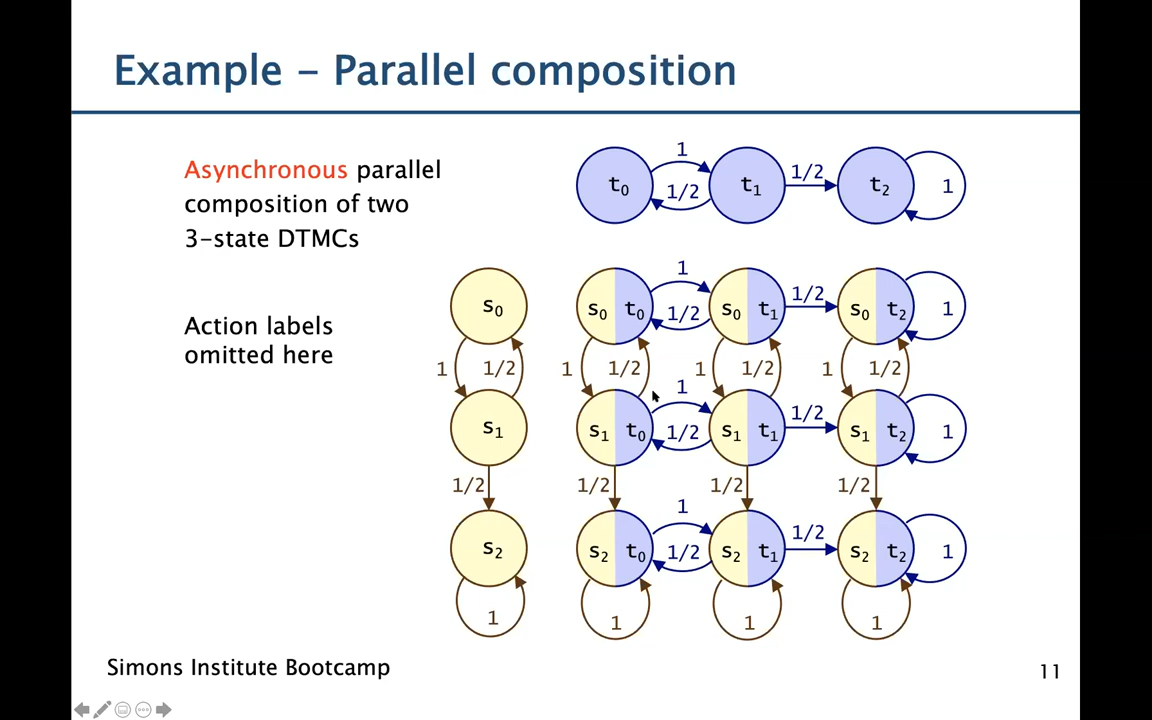 Example – Parallel composition
Asynchronous parallel
composition of two
3-state DTMCs
Action labels
omitted here
1
t₀ t₁ 1/2 t₂ 1
1/2
1
s₀ s₀ t₀ 1/2 s₀ t₁ 1/2 s₀ t₂ 1
1 1/2 1 1/2 1 1/2 1 1/2
1
s₁ s₁ t₀ 1/2 s₁ t₁ 1/2 s₁ t₂ 1
1/2 1/2 1/2 1/2
1
s₂ s₂ t₀ 1/2 s₂ t₁ 1/2 s₂ t₂ 1
1 1 1 1
Simons Institute Bootcamp
11